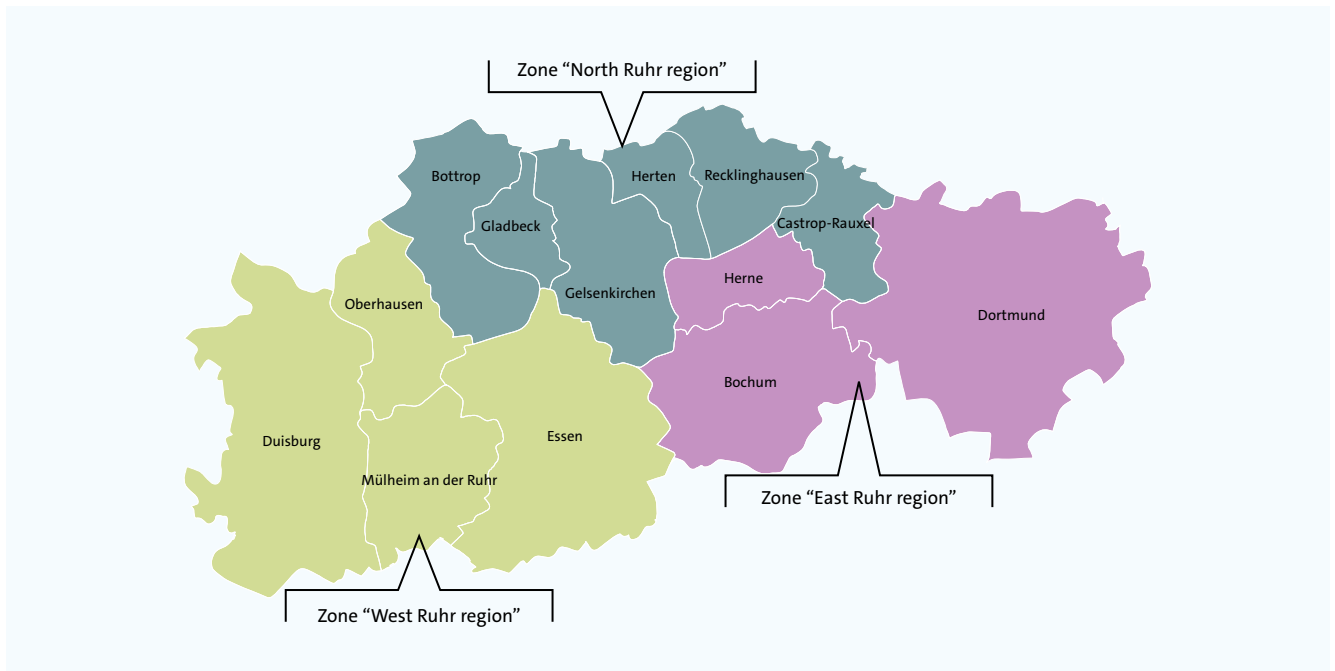 Zone “North Ruhr region”
Bottrop
Herten
Recklinghausen
Gladbeck
Castrop-Rauxel
Herne
Gelsenkirchen
Oberhausen
Dortmund
Bochum
Essen
Duisburg
Mülheim an der Ruhr
Zone “East Ruhr region”
Zone “West Ruhr region”